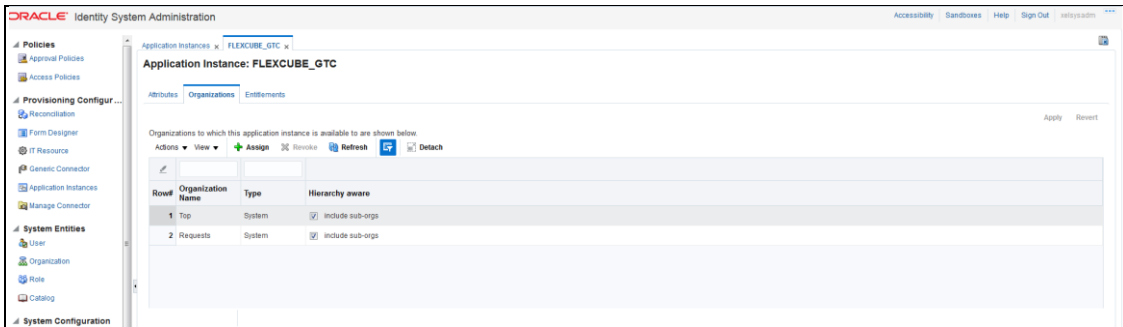 ORACLE Identity System Administration
Accessibility Sandboxes Help Sign Out xelsysadm
Policies
Approval Policies
Access Policies
Provisioning Configur...
Reconciliation
Form Designer
IT Resource
Generic Connector
Application Instances
Manage Connector
System Entities
User
Organization
Role
Catalog
System Configuration
Application Instances x FLEXCUBE_GTC x
Application Instance: FLEXCUBE_GTC
Attributes Organizations Entitlements
Apply Revert
Organizations to which this application instance is available to are shown below.
Actions View Assign Revoke Refresh Detach
Row# Organization Name Type Hierarchy aware
1 Top System include sub-orgs
2 Requests System include sub-orgs